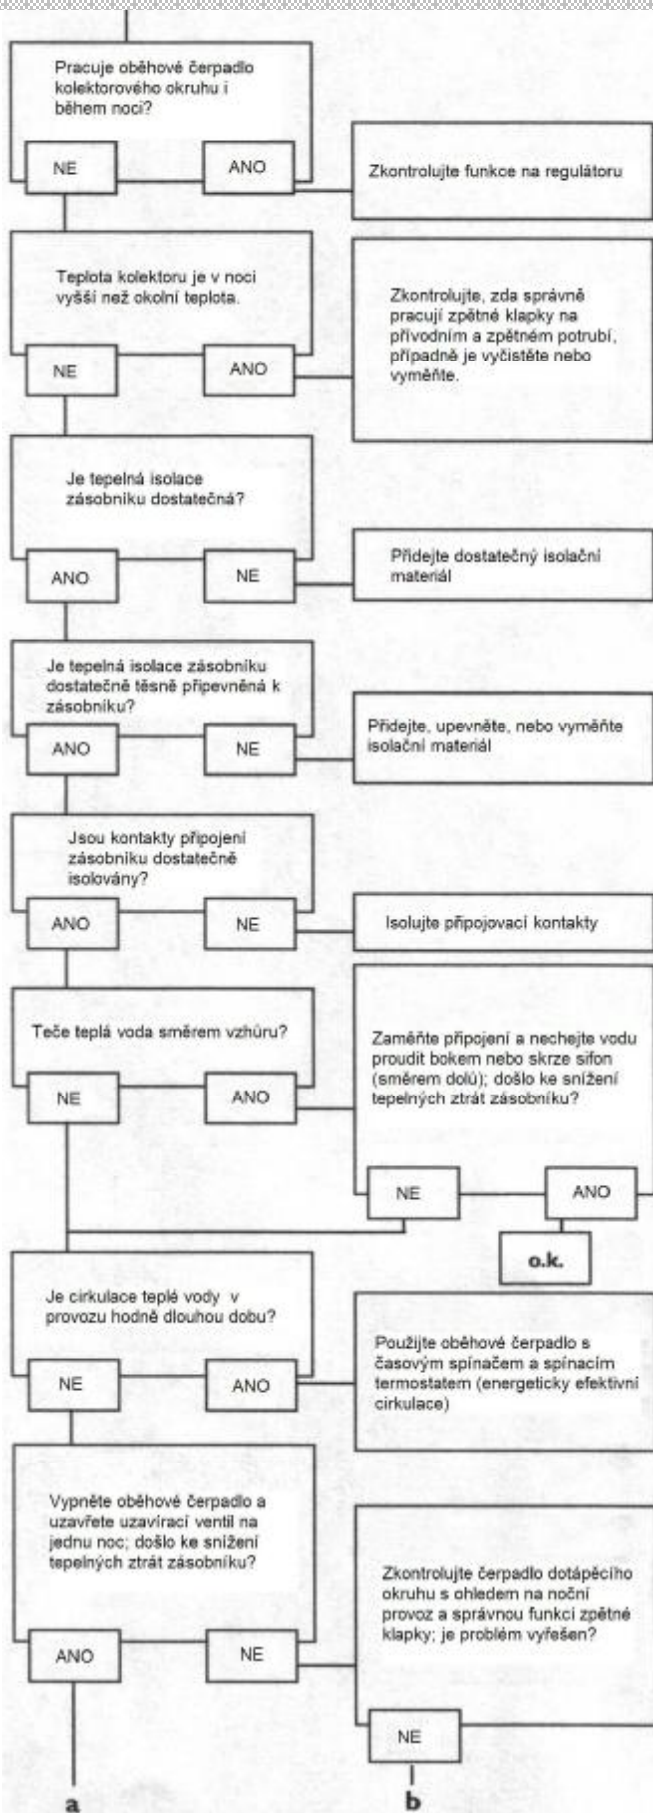 Pracuje oběhové čerpadlo
kolektorového okruhu i
během noci?
NE
ANO
Zkontrolujte funkce na regulátoru
Teplota kolektoru je v noci
vyšší než okolní teplota.
NE
ANO
Zkontrolujte, zda správně
pracují zpětné klapky na
přívodním a zpětném potrubí,
případně je vyčistěte nebo
vyměňte.
Je tepelná isolace
zásobníku dostatečná?
ANO
NE
Přidejte dostatečný isolační
materiál
Je tepelná isolace zásobníku
dostatečně těsně připevněná k
zásobníku?
ANO
NE
Přidejte, upevněte, nebo vyměňte
isolační materiál
Jsou kontakty připojení
zásobníku dostatečně
isolovány?
ANO
NE
Isolujte připojovací kontakty
Teče teplá voda směrem vzhůru?
NE
ANO
Zaměňte připojení a nechejte vodu
proudit bokem nebo skrze sifon
(směrem dolů); došlo ke snížení
tepelných ztrát zásobníku?
NE
ANO
o.k.
Je cirkulace teplé vody v
provozu hodně dlouhou dobu?
NE
ANO
Použijte oběhové čerpadlo s
časovým spínačem a spínacím
termostatem (energeticky efektivní
cirkulace)
Vypněte oběhové čerpadlo a
uzavřete uzavírací ventil na
jednu noc; došlo ke snížení
tepelných ztrát zásobníku?
ANO
NE
Zkontrolujte čerpadlo dotápěcího
okruhu s ohledem na noční
provoz a správnou funkci zpětné
klapky; je problém vyřešen?
NE
a
b